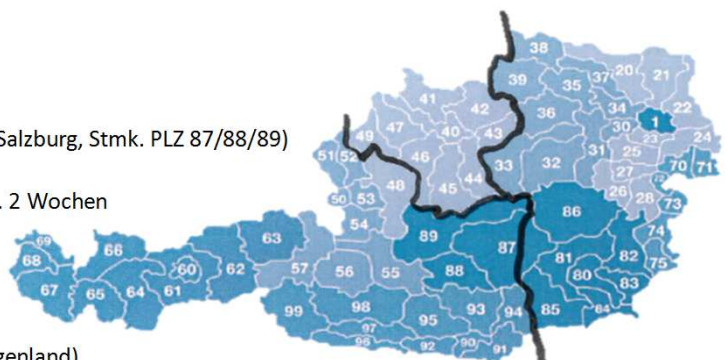 38
39 35 37 20 21
41 42 36 34 22
Salzburg, Stmk. PLZ 87/88/89)
49 47 40 43 30 1 23 24
51 52 46 33 32 31 25 70 71
. 2 Wochen
50 53 48 45 44 27 26 28 73
54 89 87 86 74
69 66 63 81 82 75
68 60 62 57 56 55 88 80 83
67 65 64 61 99 98 95 93 94 85 84
97
96 92 90 91
genland)